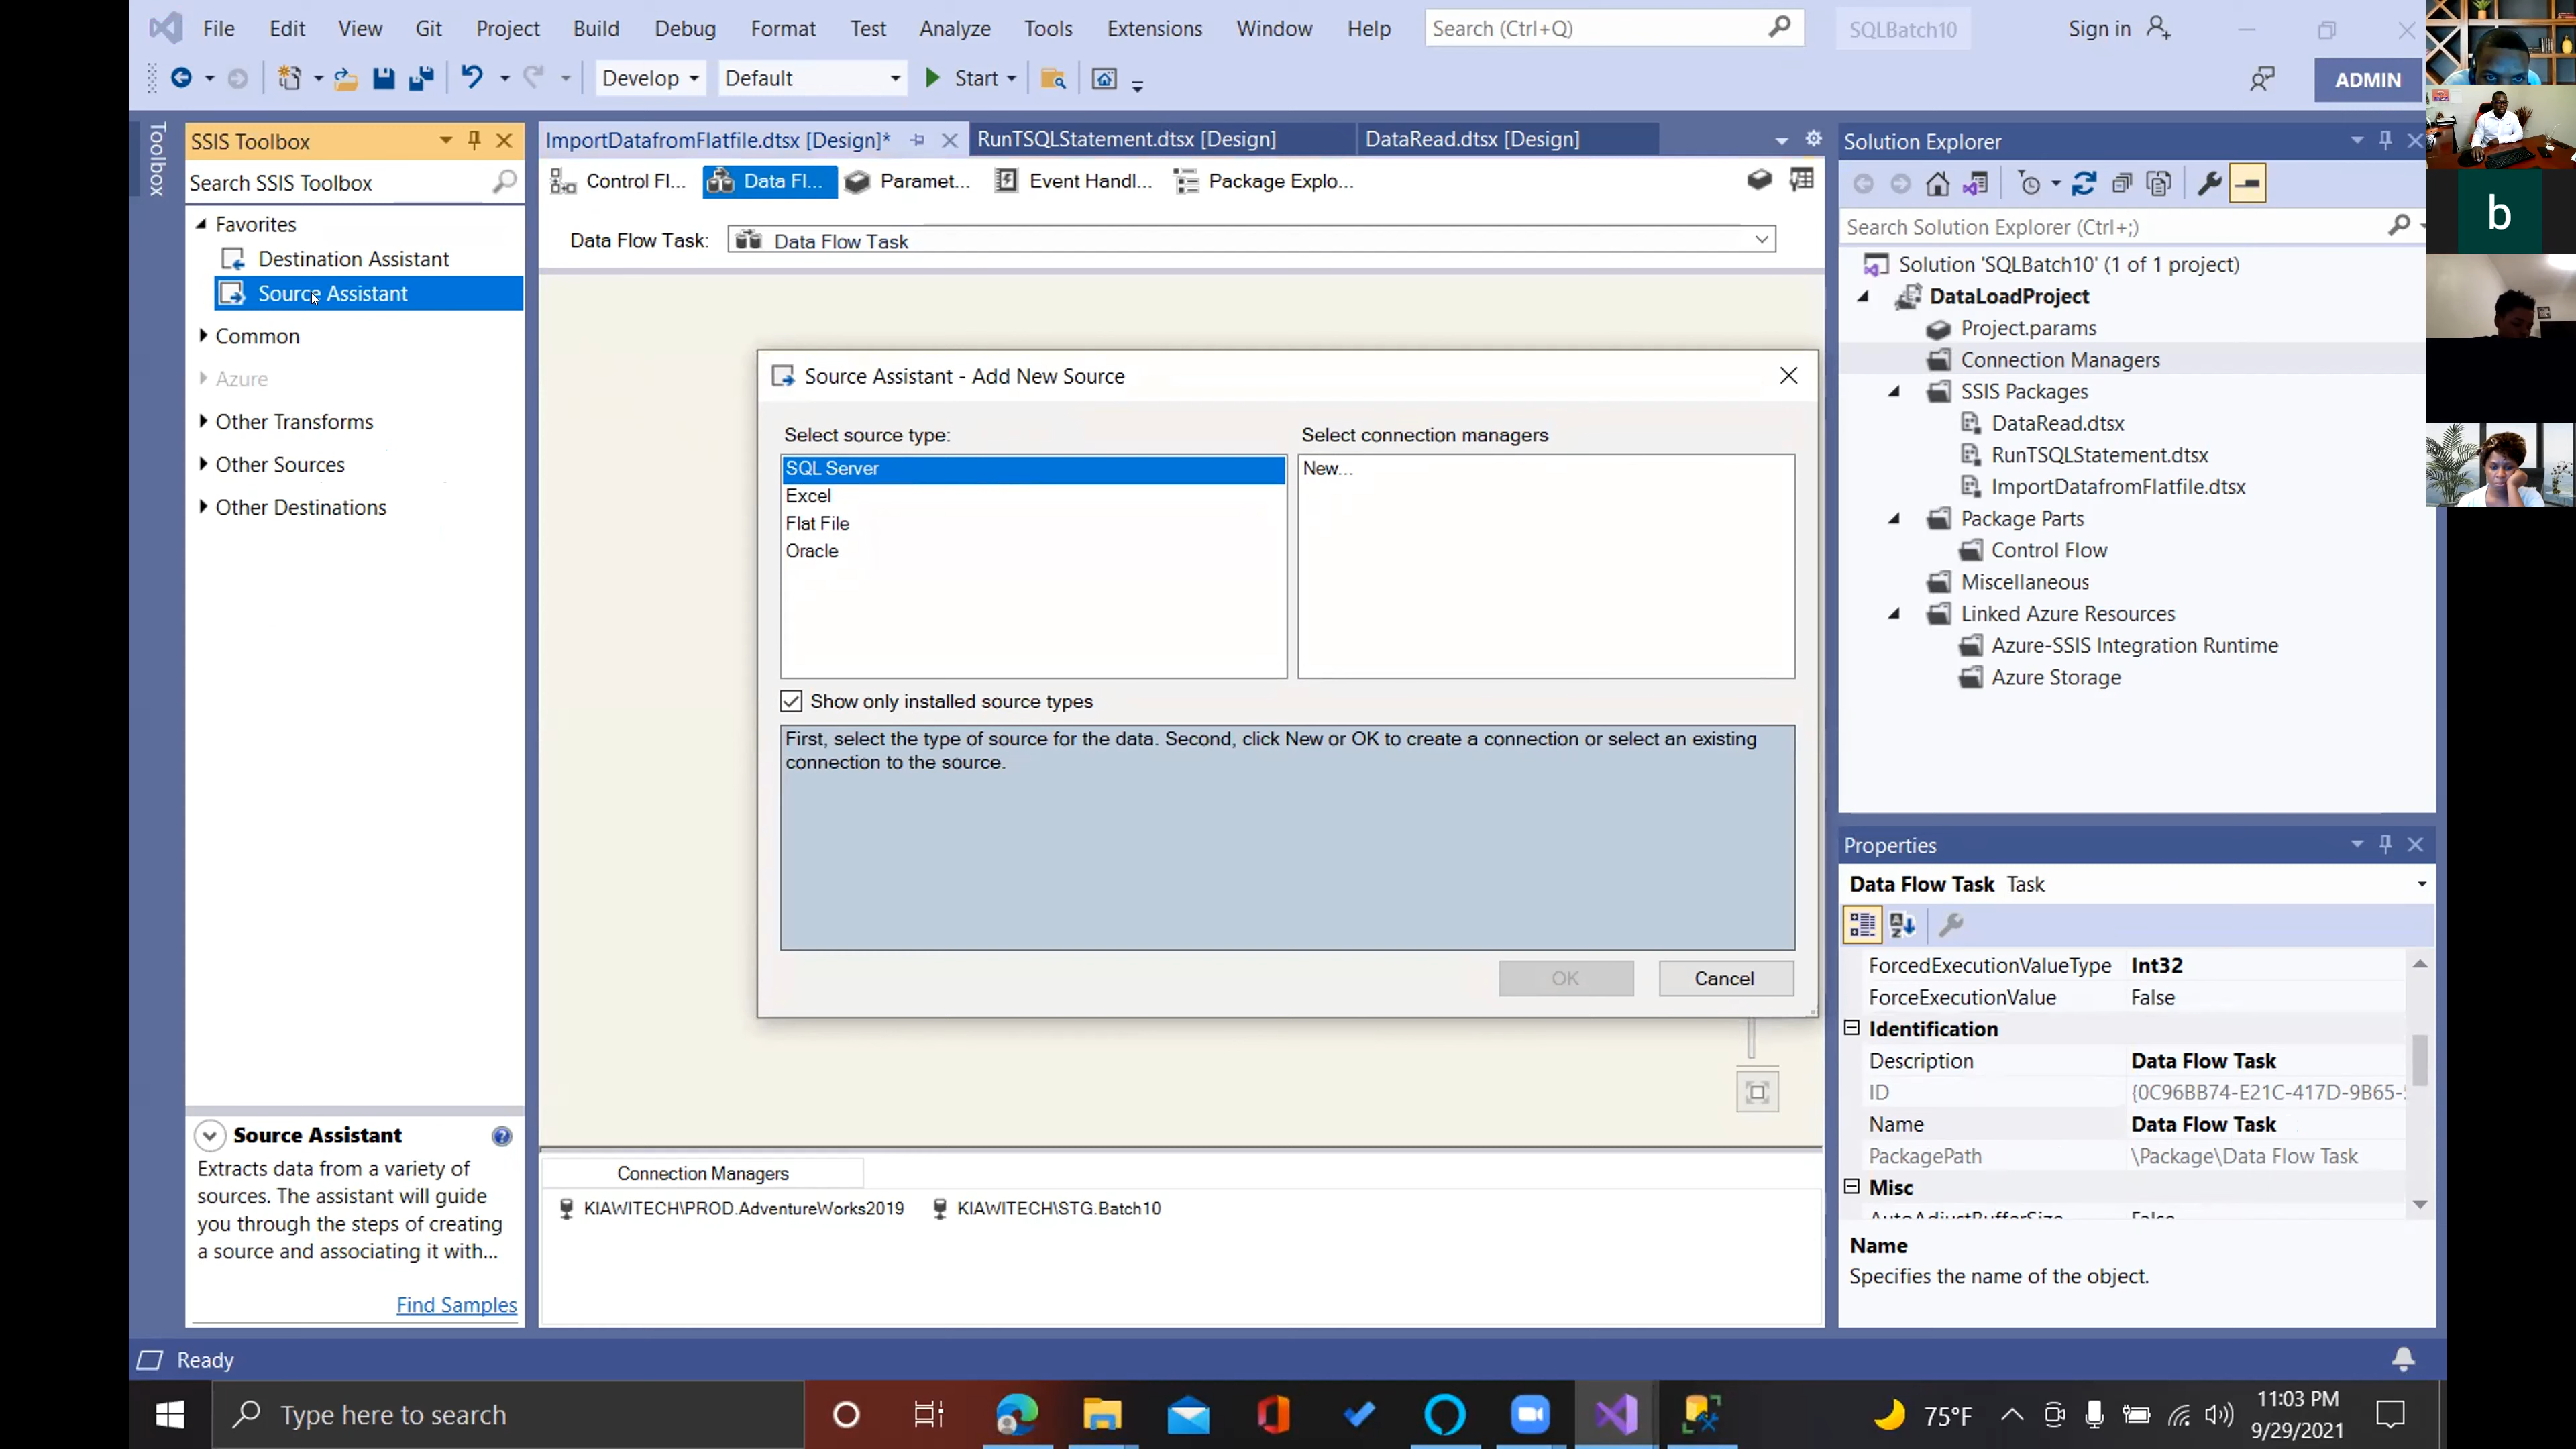 File Edit View Git Project Build Debug Format Test Analyze Tools Extensions Window Help Search (Ctrl+Q) SQLBatch10 Sign in
Develop Default Start ADMIN
Toolbox
SSIS Toolbox
Search SSIS Toolbox
Favorites
Destination Assistant
Source Assistant
Common
Azure
Other Transforms
Other Sources
Other Destinations
Source Assistant
Extracts data from a variety of
sources. The assistant will guide
you through the steps of creating
a source and associating it with...
Find Samples
ImportDatafromFlatfile.dtsx [Design]* RunTSQLStatement.dtsx [Design] DataRead.dtsx [Design]
Control Fl... Data Fl... Paramet... Event Handl... Package Explo...
Data Flow Task: Data Flow Task
Source Assistant - Add New Source
Select source type:
SQL Server
Excel
Flat File
Oracle
Select connection managers
New...
Show only installed source types
First, select the type of source for the data. Second, click New or OK to create a connection or select an existing
connection to the source.
OK Cancel
Connection Managers
KIAWITECH\PROD.AdventureWorks2019 KIAWITECH\STG.Batch10
Solution Explorer
Search Solution Explorer (Ctrl+;)
Solution 'SQLBatch10' (1 of 1 project)
DataLoadProject
Project.params
Connection Managers
SSIS Packages
DataRead.dtsx
RunTSQLStatement.dtsx
ImportDatafromFlatfile.dtsx
Package Parts
Control Flow
Miscellaneous
Linked Azure Resources
Azure-SSIS Integration Runtime
Azure Storage
Properties
Data Flow Task Task
ForcedExecutionValueType Int32
ForceExecutionValue False
Identification
Description Data Flow Task
ID {0C96BB74-E21C-417D-9B65-
Name Data Flow Task
PackagePath \Package\Data Flow Task
Misc
AutoAdjustBufferSize False
Name
Specifies the name of the object.
b
Ready
Type here to search
75°F
11:03 PM
9/29/2021